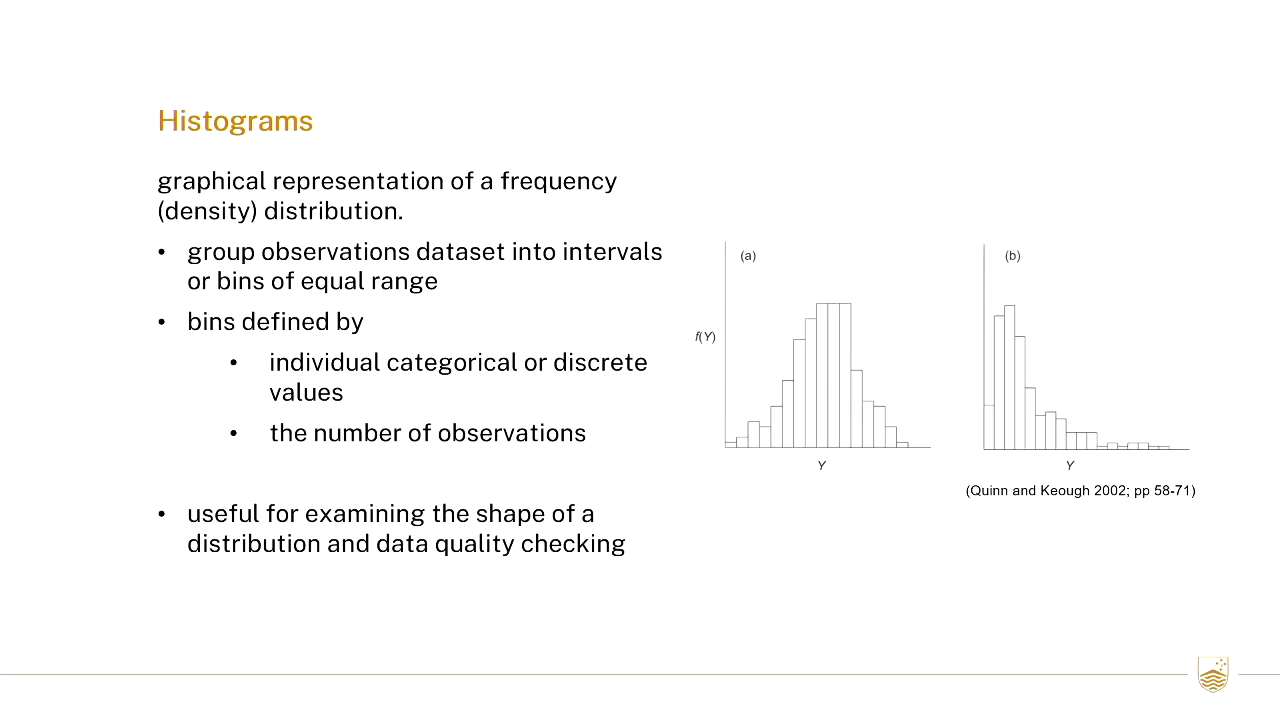 Histograms
graphical representation of a frequency
(density) distribution.
• group observations dataset into intervals
or bins of equal range
• bins defined by
• individual categorical or discrete
values
• the number of observations
• useful for examining the shape of a
distribution and data quality checking
(a)
f(Y)
Y
(b)
Y
(Quinn and Keough 2002; pp 58-71)